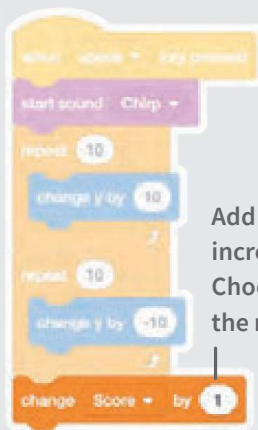 when space key pressed
start sound Chirp
repeat 10
change y by 10
repeat 10
change y by -10
change Score by 1
Add
incre
Choo
the r